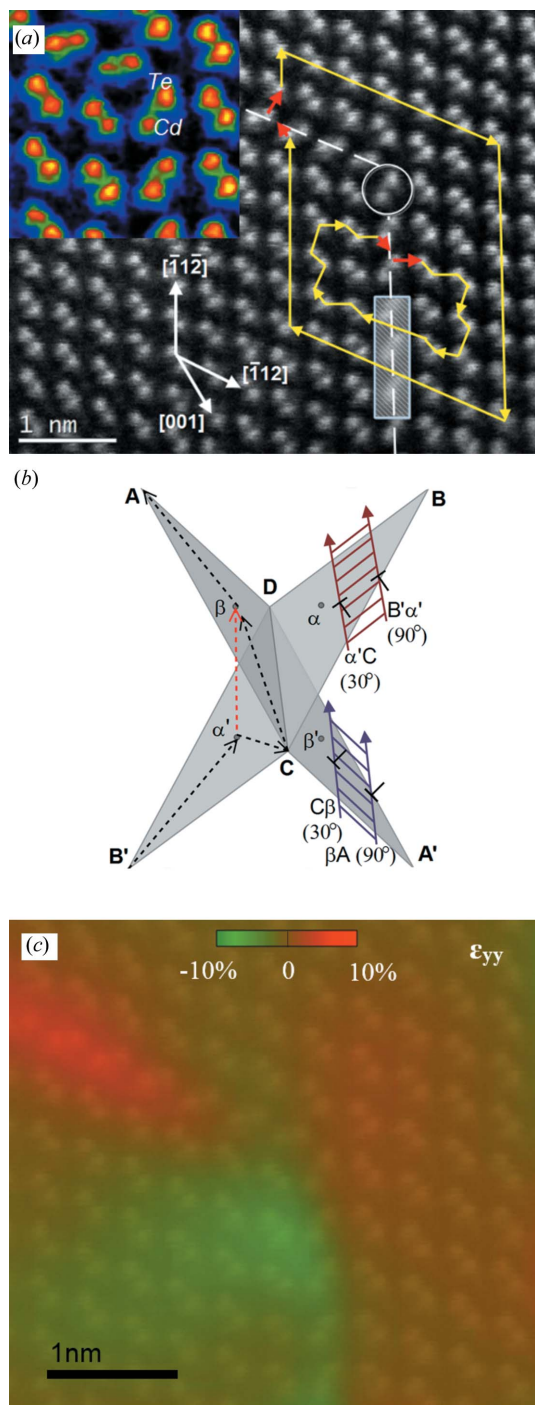 (a)
Te
Cd
[1̄12̄]
[1̄12]
[001]
1 nm
(b)
A
B
D
β
α
B'α'
(90°)
α'C
(30°)
α'
β'
C
Cβ
(30°)
βA (90°)
B'
A'
(c)
εyy
-10% 0 10%
1nm